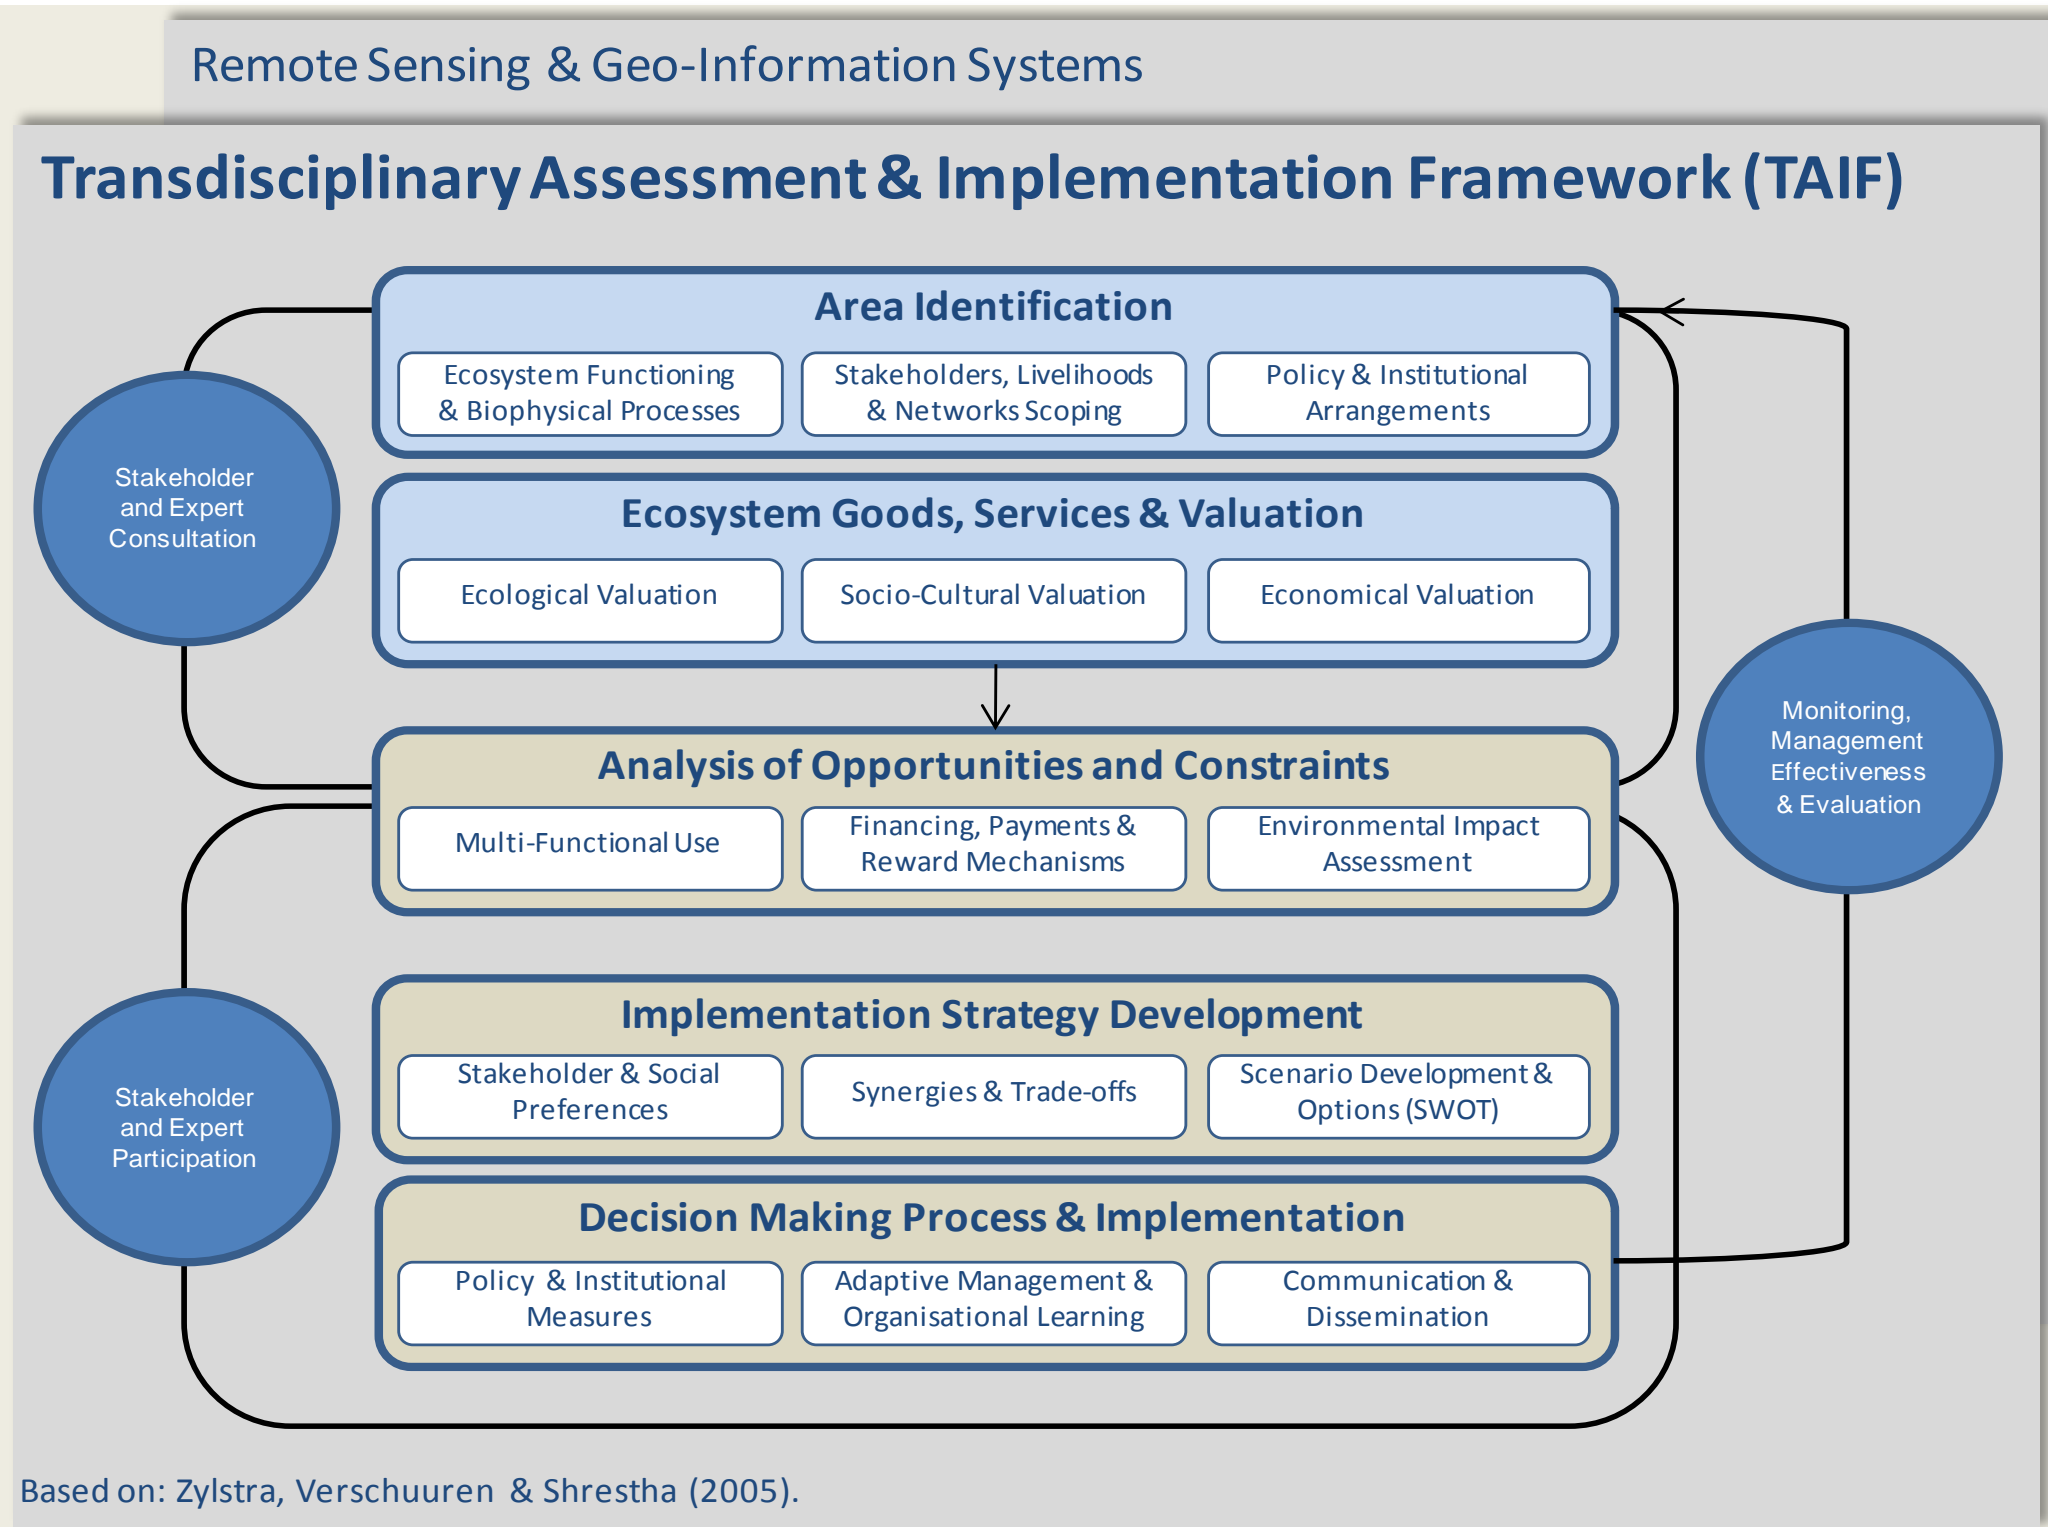 Remote Sensing & Geo-Information Systems
Transdisciplinary Assessment & Implementation Framework (TAIF)
Area Identification
Ecosystem Functioning
& Biophysical Processes
Stakeholders, Livelihoods
& Networks Scoping
Policy & Institutional
Arrangements
Stakeholder
and Expert
Consultation
Ecosystem Goods, Services & Valuation
Ecological Valuation
Socio-Cultural Valuation
Economical Valuation
Monitoring,
Management
Effectiveness
& Evaluation
Analysis of Opportunities and Constraints
Multi-Functional Use
Financing, Payments &
Reward Mechanisms
Environmental Impact
Assessment
Implementation Strategy Development
Stakeholder & Social
Preferences
Synergies & Trade-offs
Scenario Development &
Options (SWOT)
Stakeholder
and Expert
Participation
Decision Making Process & Implementation
Policy & Institutional
Measures
Adaptive Management &
Organisational Learning
Communication &
Dissemination
Based on: Zylstra, Verschuuren & Shrestha (2005).